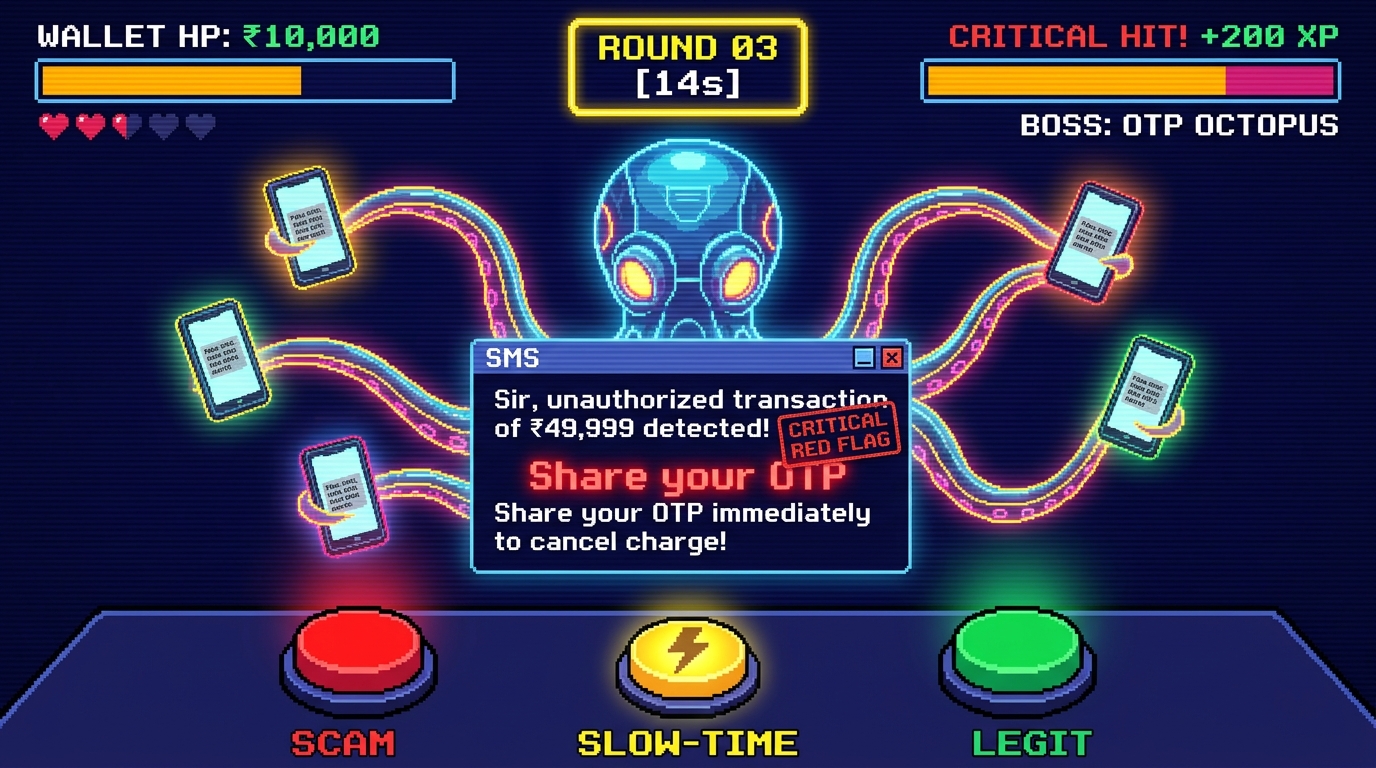 WALLET HP: ₹10,000
ROUND 03
[14s]
CRITICAL HIT! +200 XP
BOSS: OTP OCTOPUS
SMS
Sir, unauthorized transaction
of ₹49,999 detected!
CRITICAL
RED FLAG
Share your OTP
Share your OTP immediately
to cancel charge!
SCAM
SLOW-TIME
LEGIT